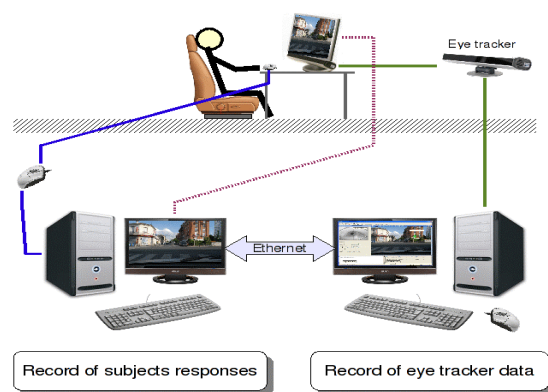 Eye tracker
Ethernet
Record of subjects responses
Record of eye tracker data